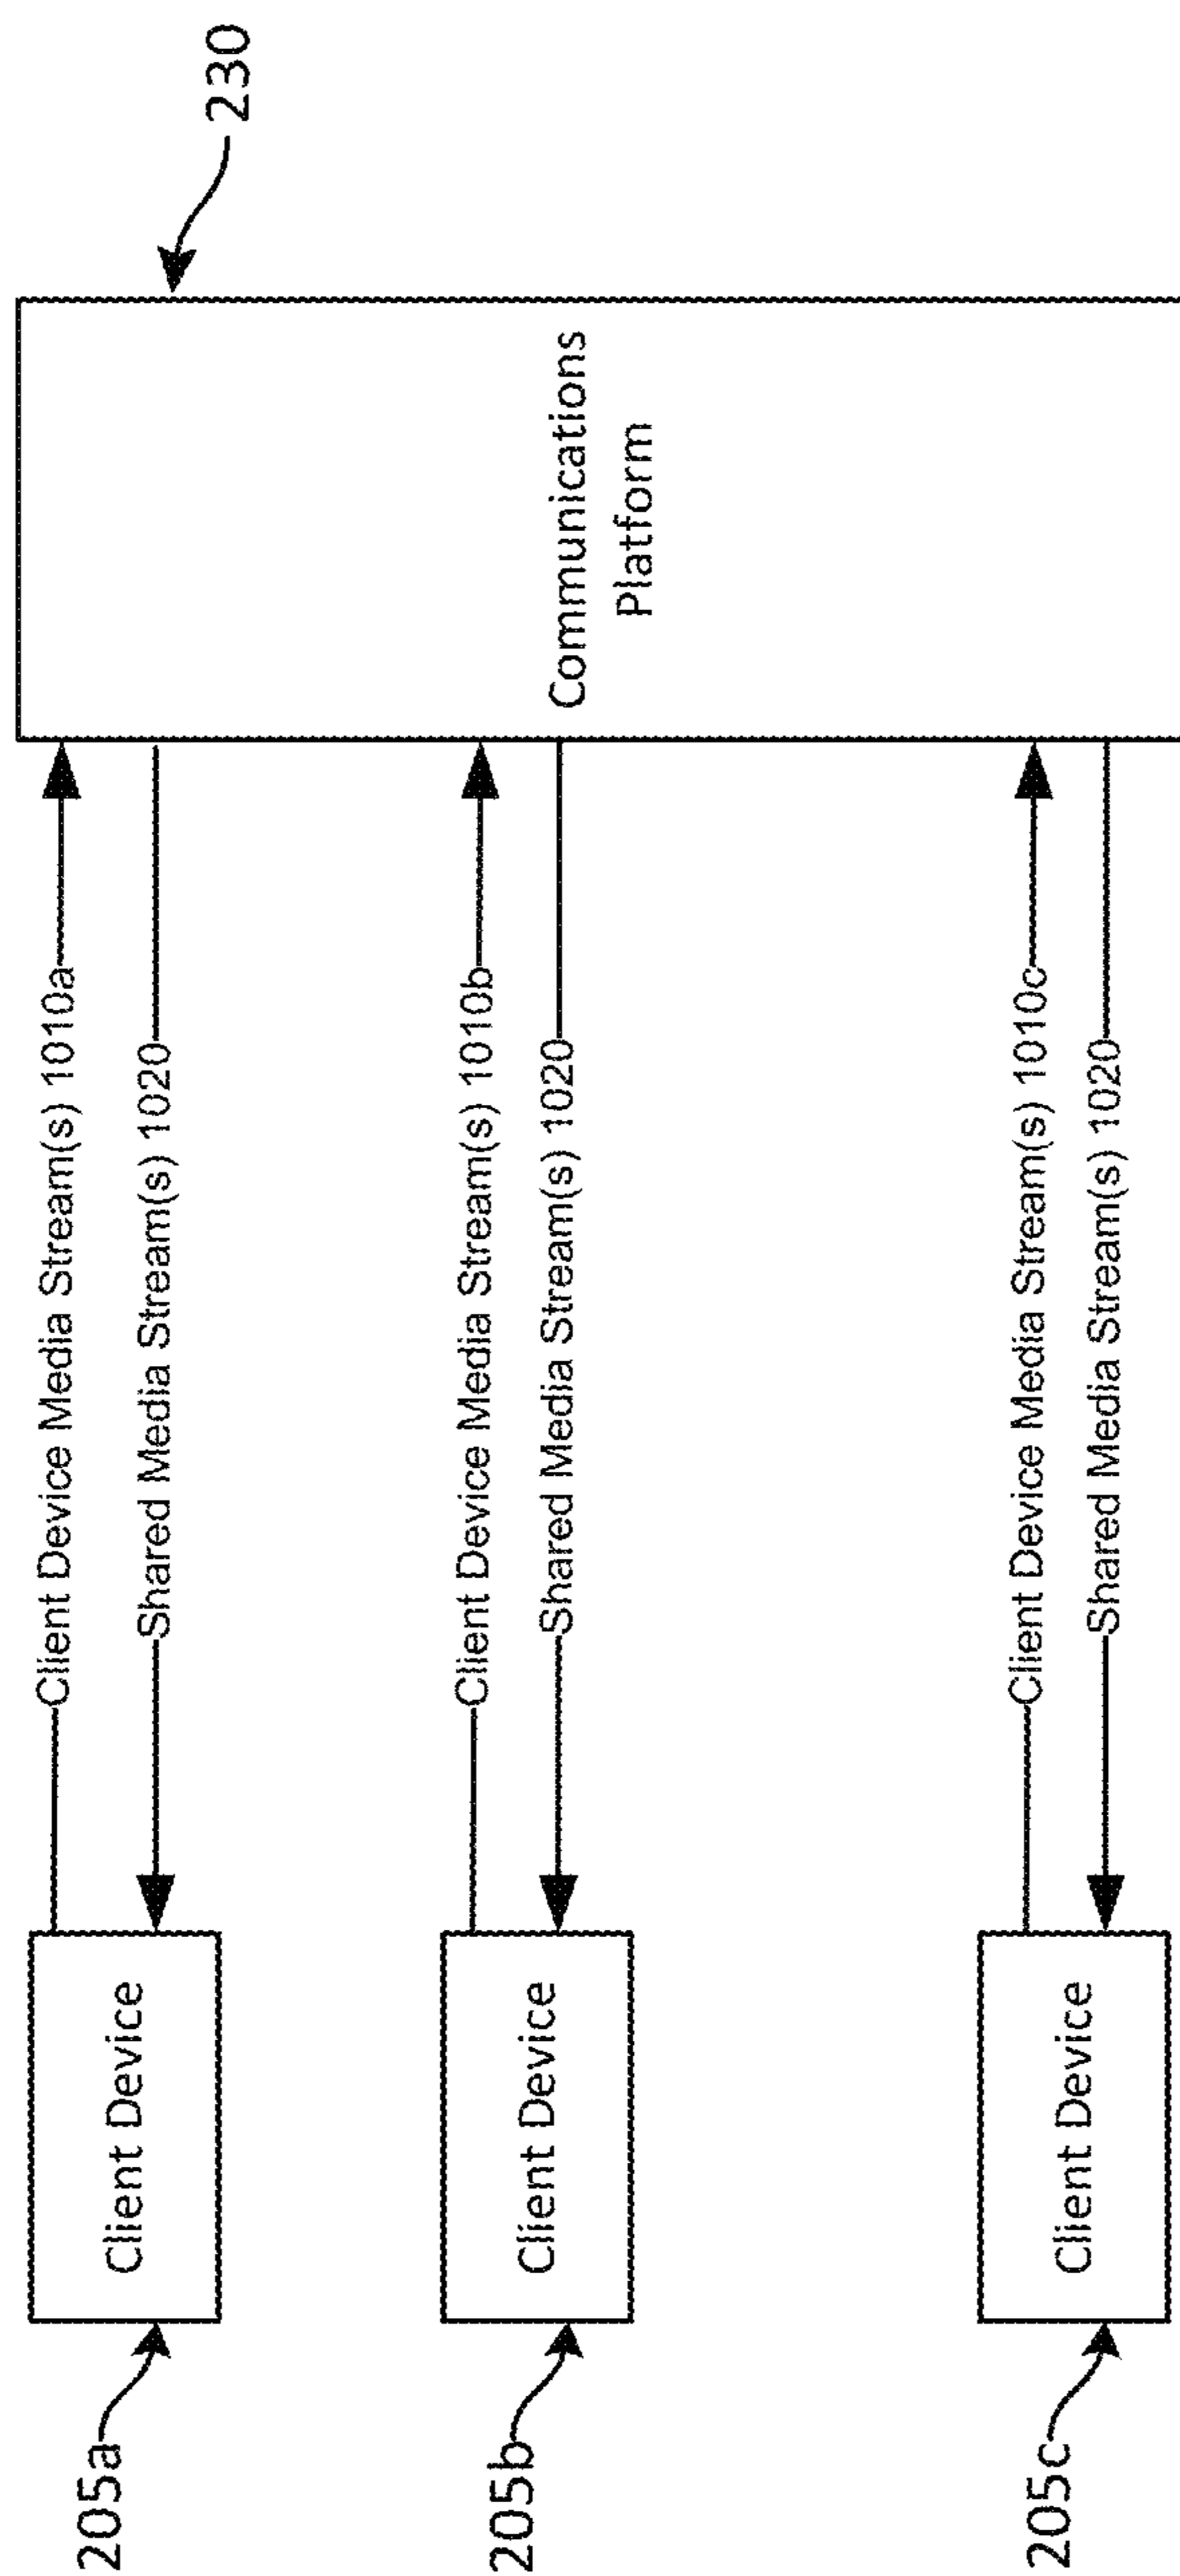 230
Client Device Media Stream(s) 1010a
Shared Media Stream(s) 1020
205a
Client Device
Communications
Platform
Client Device Media Stream(s) 1010b
Shared Media Stream(s) 1020
205b
Client Device
Client Device Media Stream(s) 1010c
Shared Media Stream(s) 1020
205c
Client Device